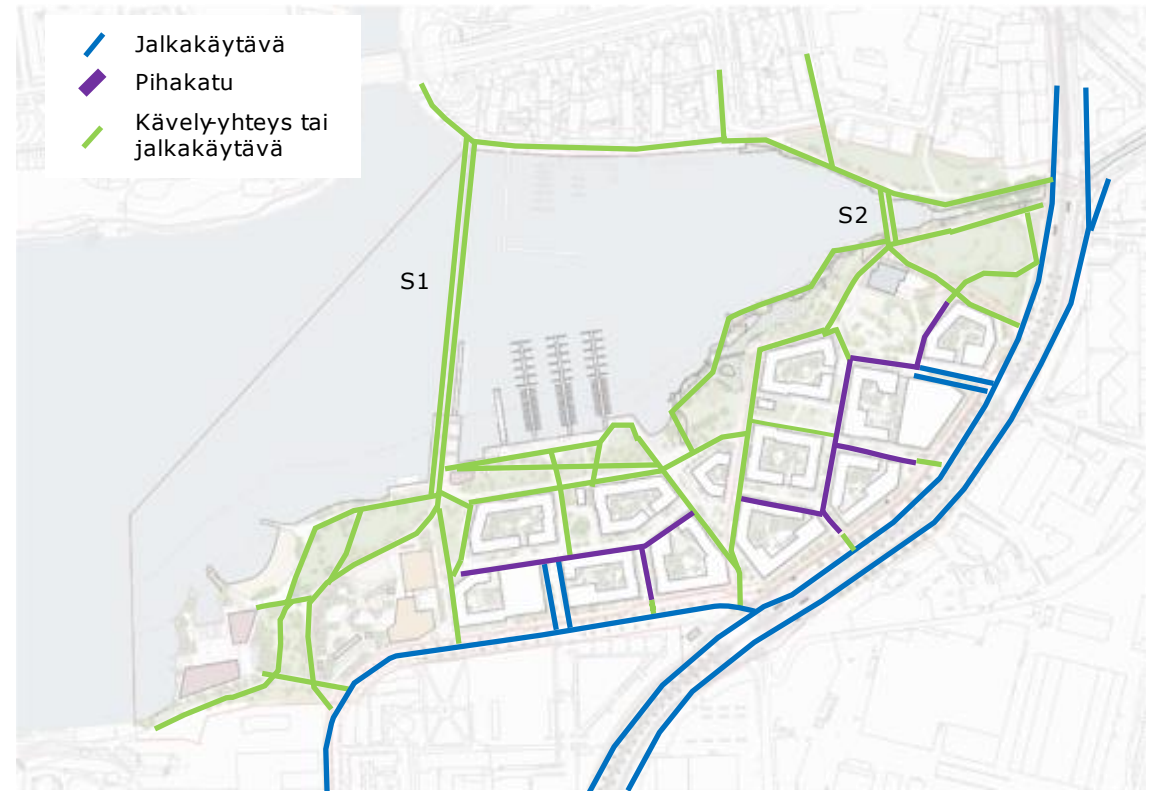 Jalkakäytävä
Pihakatu
Kävely-yhteys tai
jalkakäytävä
S1
S2